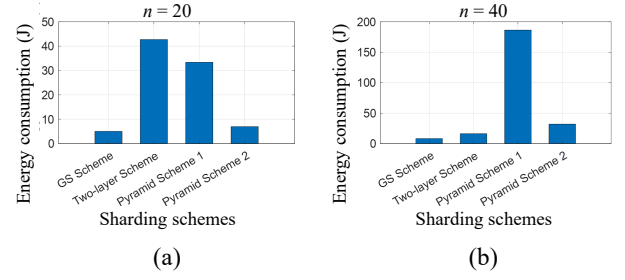 n = 20
Energy consumption (J)
50
40
30
20
10
0
GS Scheme
Two-layer Scheme
Pyramid Scheme 1
Pyramid Scheme 2
Sharding schemes
(a)
n = 40
Energy consumption (J)
200
150
100
50
0
GS Scheme
Two-layer Scheme
Pyramid Scheme 1
Pyramid Scheme 2
Sharding schemes
(b)